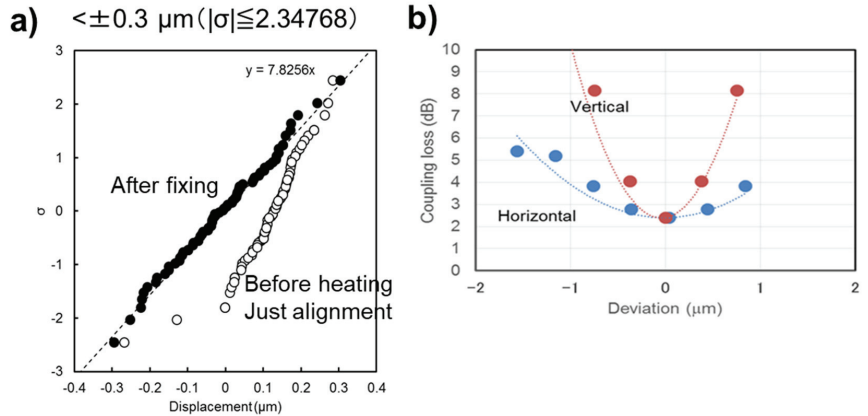 a)
<±0.3 μm(|σ|≦2.34768)
3
2
1
0
-1
-2
-3
σ
y = 7.8256x
After fixing
Before heating
Just alignment
-0.4 -0.3 -0.2 -0.1 0 0.1 0.2 0.3 0.4
Displacement(μm)
b)
10
9
8
7
6
5
4
3
2
1
0
Coupling loss (dB)
Vertical
Horizontal
−2 −1 0 1 2
Deviation (μm)